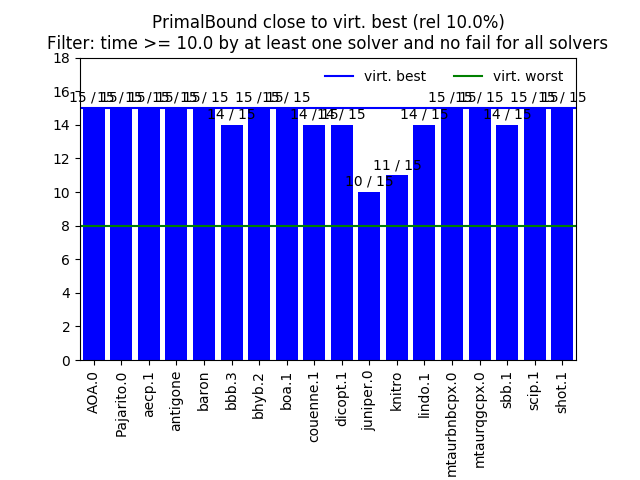 PrimalBound close to virt. best (rel 10.0%)
Filter: time >= 10.0 by at least one solver and no fail for all solvers
virt. best
virt. worst
18
16
14
12
10
8
6
4
2
0
15 / 15
15 / 15
15 / 15
15 / 15
15 / 15
14 / 15
15 / 15
15 / 15
14 / 15
14 / 15
10 / 15
11 / 15
14 / 15
15 / 15
15 / 15
14 / 15
15 / 15
15 / 15
AOA.0
Pajarito.0
aecp.1
antigone
baron
bbb.3
bhyb.2
boa.1
couenne.1
dicopt.1
juniper.0
knitro
lindo.1
mtaurbnbcpx.0
mtaurqgcpx.0
sbb.1
scip.1
shot.1